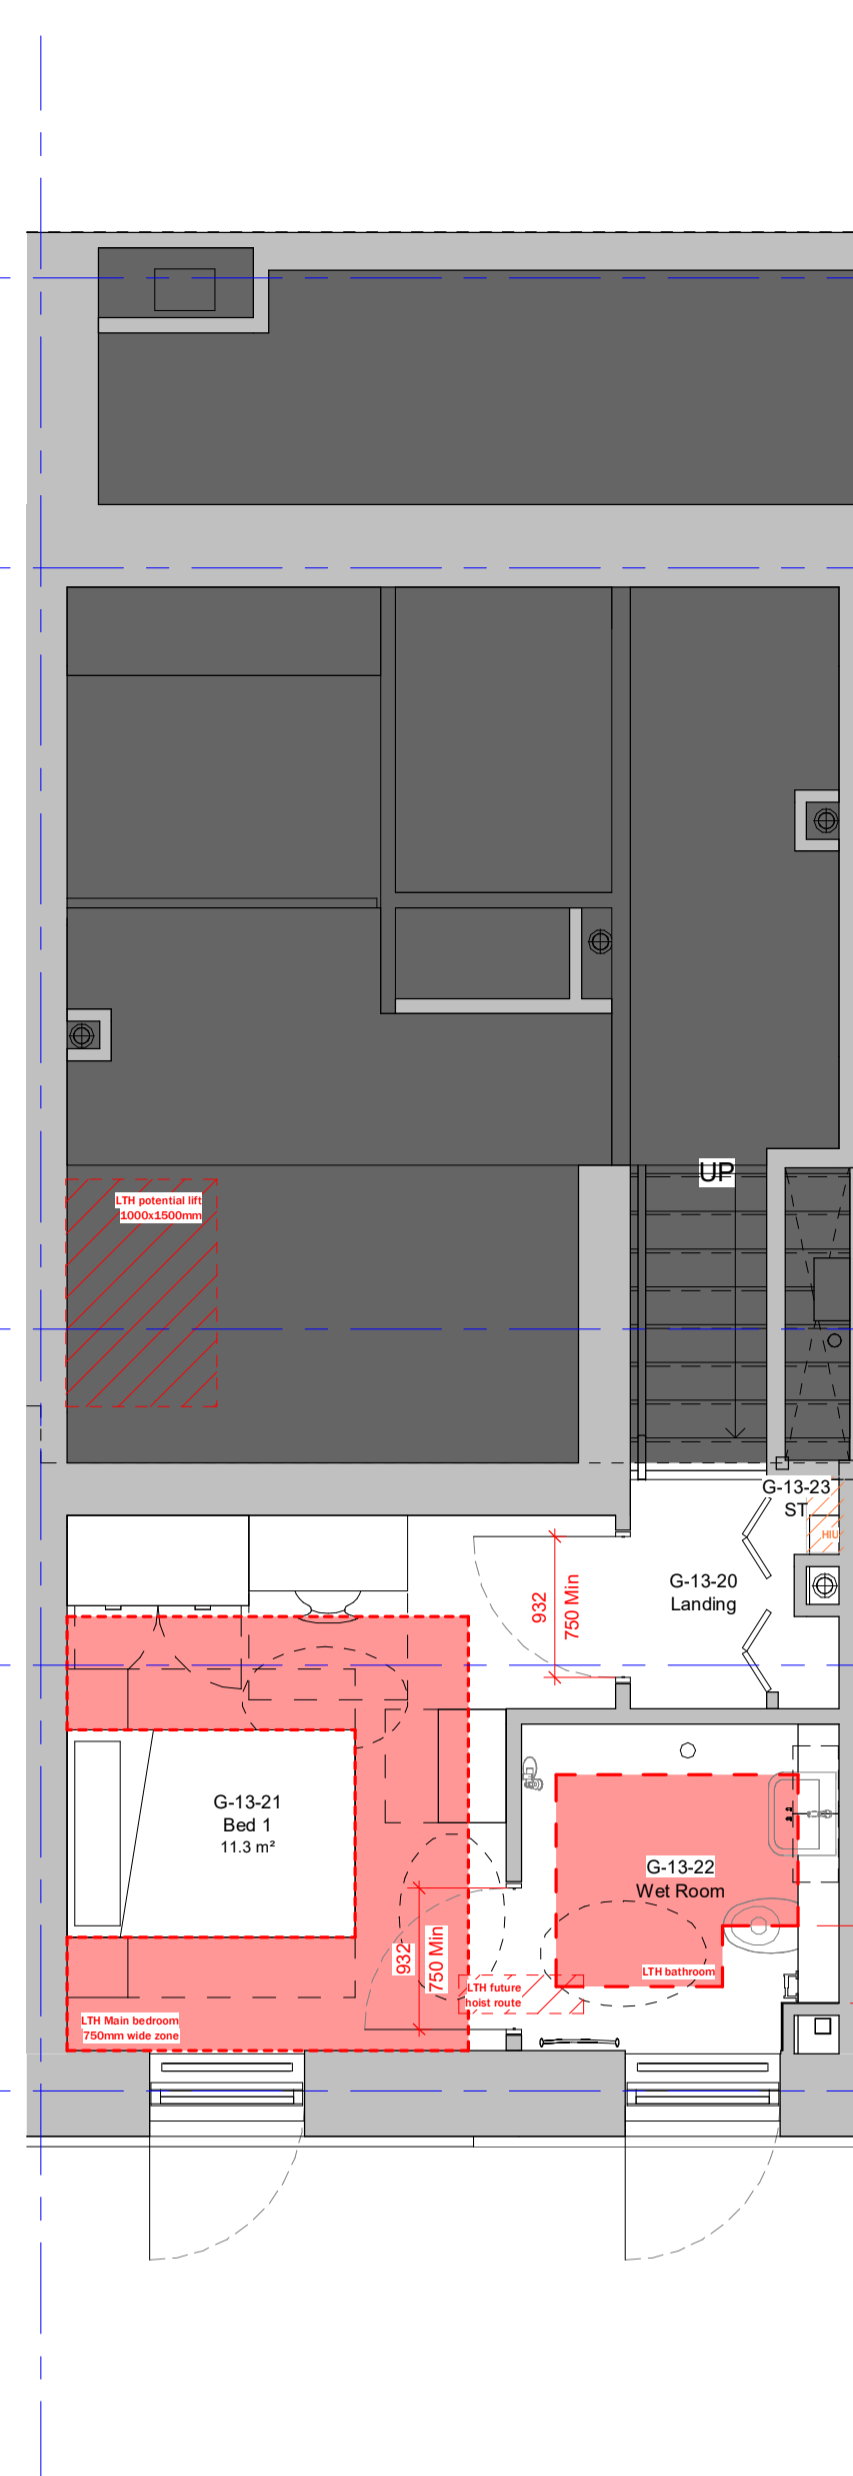 LTH potential lift
1000x1500mm
UP
G-13-23
ST
HIU
932
750 Min
G-13-20
Landing
G-13-21
Bed 1
11.3 m²
G-13-22
Wet Room
932
750 Min
LTH bathroom
LTH future
hoist route
LTH Main bedroom
750mm wide zone